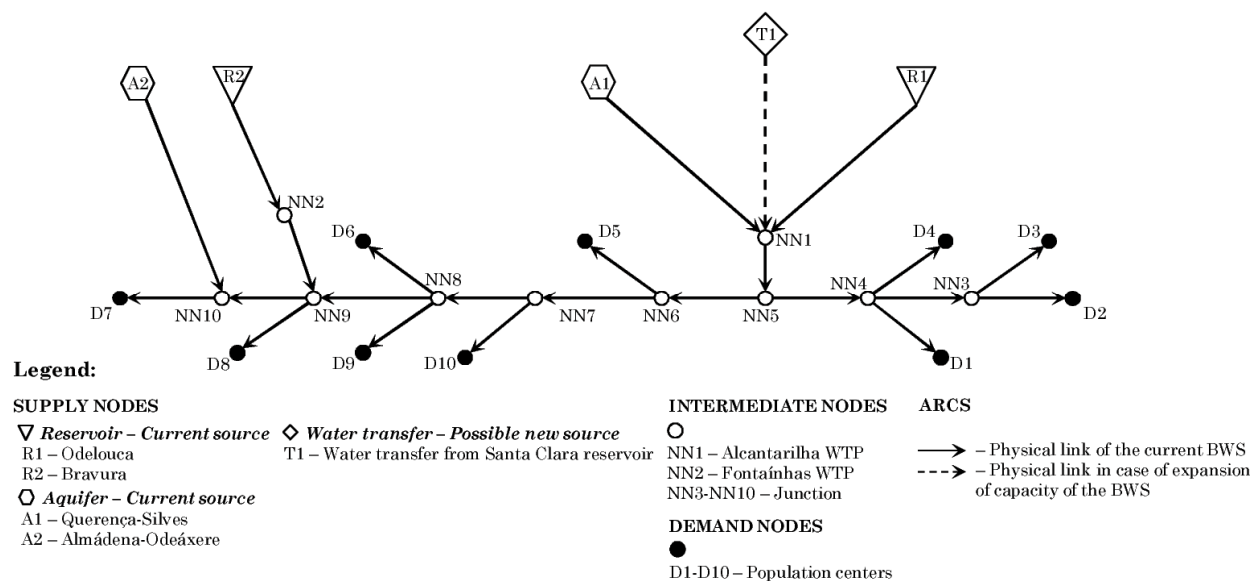 T1
A2
R2
A1
R1
NN2
D6
D5
NN1
D4
D3
NN8
NN4
NN3
D7
NN10
NN9
NN7
NN6
NN5
D2
D8
D9
D10
D1
Legend:
SUPPLY NODES
Reservoir – Current source
R1 – Odelouca
R2 – Bravura
Aquifer – Current source
A1 – Querença-Silves
A2 – Almádena-Odeáxere
Water transfer – Possible new source
T1 – Water transfer from Santa Clara reservoir
INTERMEDIATE NODES
NN1 – Alcantarilha WTP
NN2 – Fontaínhas WTP
NN3-NN10 – Junction
DEMAND NODES
D1-D10 – Population centers
ARCS
– Physical link of the current BWS
– Physical link in case of expansion
of capacity of the BWS